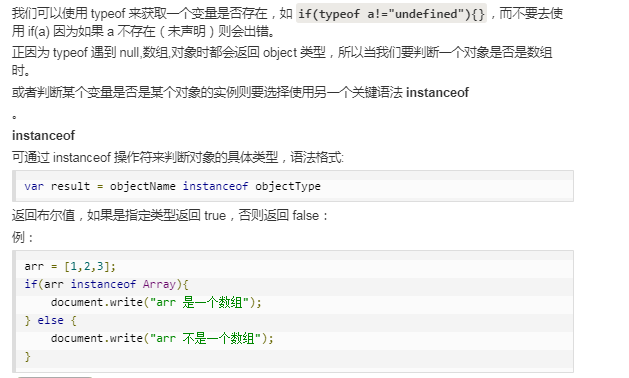 我们可以使用 typeof 来获取一个变量是否存在，如 if(typeof a!="undefined"){}，而不要去使
用 if(a) 因为如果 a 不存在（未声明）则会出错。
正因为 typeof 遇到 null,数组,对象时都会返回 object 类型，所以当我们要判断一个对象是否是数组
时。
或者判断某个变量是否是某个对象的实例则要选择使用另一个关键语法 instanceof
。
instanceof
可通过 instanceof 操作符来判断对象的具体类型，语法格式:
var result = objectName instanceof objectType
返回布尔值，如果是指定类型返回 true，否则返回 false：
例：
arr = [1,2,3];
if(arr instanceof Array){
document.write("arr 是一个数组");
} else {
document.write("arr 不是一个数组");
}